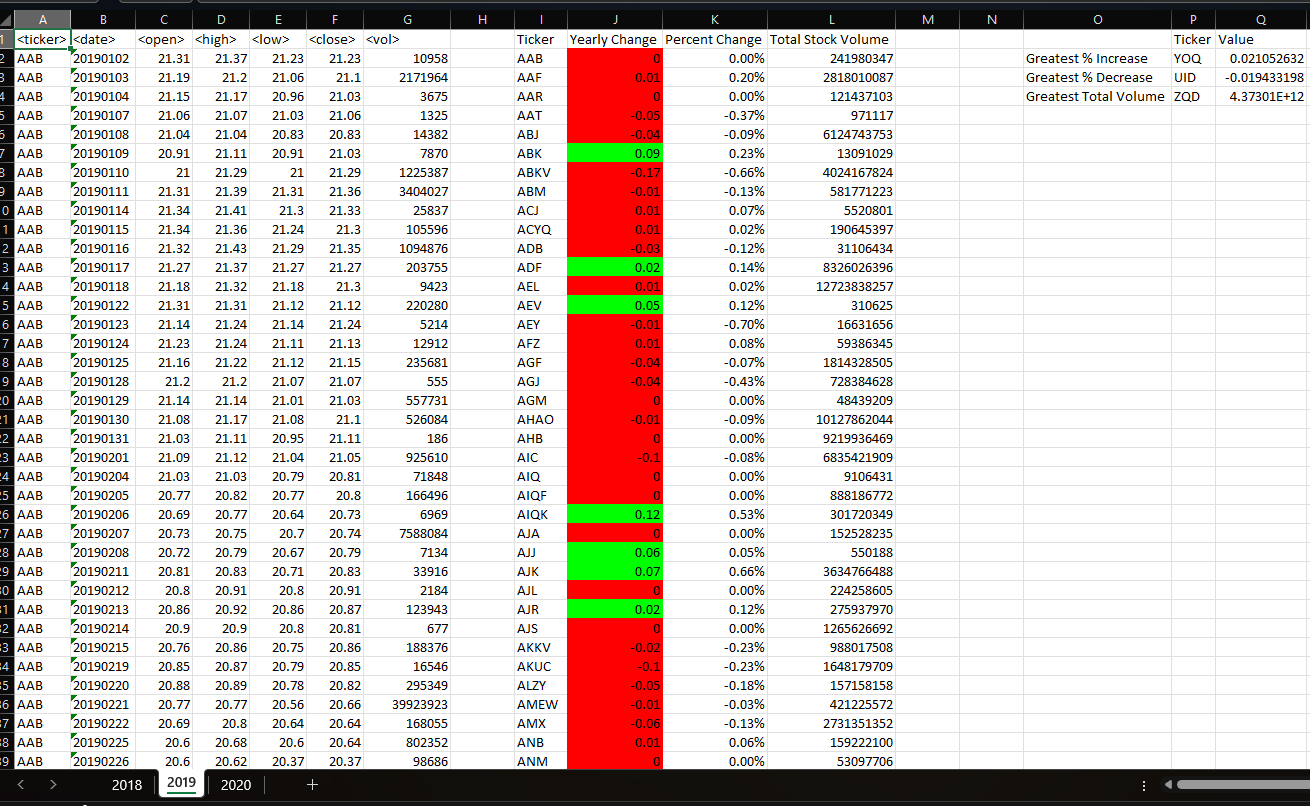 A B C D E F G H I J K L M N O P Q
1 <ticker> <date> <open> <high> <low> <close> <vol> Ticker Yearly Change Percent Change Total Stock Volume Ticker Value
2 AAB 20190102 21.31 21.37 21.23 21.23 10958 AAB 0 0.00% 241980347 Greatest % Increase YOQ 0.021052632
3 AAB 20190103 21.19 21.2 21.06 21.1 2171964 AAF 0.01 0.20% 2818010087 Greatest % Decrease UID -0.019433198
4 AAB 20190104 21.15 21.17 20.96 21.03 3675 AAR 0 0.00% 121437103 Greatest Total Volume ZQD 4.37301E+12
5 AAB 20190107 21.06 21.07 21.03 21.06 1325 AAT -0.05 -0.37% 971117
6 AAB 20190108 21.04 21.04 20.83 20.83 14382 ABJ -0.04 -0.09% 6124743753
7 AAB 20190109 20.91 21.11 20.91 21.03 7870 ABK 0.09 0.23% 13091029
8 AAB 20190110 21 21.29 21 21.29 1225387 ABKV -0.17 -0.66% 4024167824
9 AAB 20190111 21.31 21.39 21.31 21.36 3404027 ABM -0.01 -0.13% 581771223
0 AAB 20190114 21.34 21.41 21.3 21.33 25837 ACJ 0.01 0.07% 5520801
1 AAB 20190115 21.34 21.36 21.24 21.3 105596 ACYQ 0.01 0.02% 190645397
2 AAB 20190116 21.32 21.43 21.29 21.35 1094876 ADB -0.03 -0.12% 31106434
3 AAB 20190117 21.27 21.37 21.27 21.27 203755 ADF 0.02 0.14% 8326026396
4 AAB 20190118 21.18 21.32 21.18 21.3 9423 AEL 0.01 0.02% 12723838257
5 AAB 20190122 21.31 21.31 21.12 21.12 220280 AEV 0.05 0.12% 310625
6 AAB 20190123 21.14 21.24 21.14 21.24 5214 AEY -0.01 -0.70% 16631656
7 AAB 20190124 21.23 21.24 21.11 21.13 12912 AFZ 0.01 0.08% 59386345
8 AAB 20190125 21.16 21.22 21.12 21.15 235681 AGF -0.04 -0.07% 1814328505
9 AAB 20190128 21.2 21.2 21.07 21.07 555 AGJ -0.04 -0.43% 728384628
20 AAB 20190129 21.14 21.14 21.01 21.03 557731 AGM 0 0.00% 48439209
21 AAB 20190130 21.08 21.17 21.08 21.1 526084 AHAO -0.01 -0.09% 10127862044
22 AAB 20190131 21.03 21.11 20.95 21.11 186 AHB 0 0.00% 9219936469
23 AAB 20190201 21.09 21.12 21.04 21.05 925610 AIC -0.1 -0.08% 6835421909
24 AAB 20190204 21.03 21.03 20.79 20.81 71848 AIQ 0 0.00% 9106431
25 AAB 20190205 20.77 20.82 20.77 20.8 166496 AIQF 0 0.00% 888186772
26 AAB 20190206 20.69 20.77 20.64 20.73 6969 AIQK 0.12 0.53% 301720349
27 AAB 20190207 20.73 20.75 20.7 20.74 7588084 AJA 0 0.00% 152528235
28 AAB 20190208 20.72 20.79 20.67 20.79 7134 AJJ 0.06 0.05% 550188
29 AAB 20190211 20.81 20.83 20.71 20.83 33916 AJK 0.07 0.66% 3634766488
30 AAB 20190212 20.8 20.91 20.8 20.91 2184 AJL 0 0.00% 224258605
31 AAB 20190213 20.86 20.92 20.86 20.87 123943 AJR 0.02 0.12% 275937970
32 AAB 20190214 20.9 20.9 20.8 20.81 677 AJS 0 0.00% 1265626692
33 AAB 20190215 20.76 20.86 20.75 20.86 188376 AKKV -0.02 -0.23% 988017508
34 AAB 20190219 20.85 20.87 20.79 20.85 16546 AKUC -0.1 -0.23% 1648179709
35 AAB 20190220 20.88 20.89 20.78 20.82 295349 ALZY -0.05 -0.18% 157158158
36 AAB 20190221 20.77 20.77 20.56 20.66 39923923 AMEW -0.01 -0.03% 421225572
37 AAB 20190222 20.69 20.8 20.64 20.64 168055 AMX -0.06 -0.13% 2731351352
38 AAB 20190225 20.6 20.68 20.6 20.64 802352 ANB 0.01 0.06% 159222100
39 AAB 20190226 20.6 20.62 20.37 20.37 98686 ANM 0 0.00% 53097706
2018 2019 2020